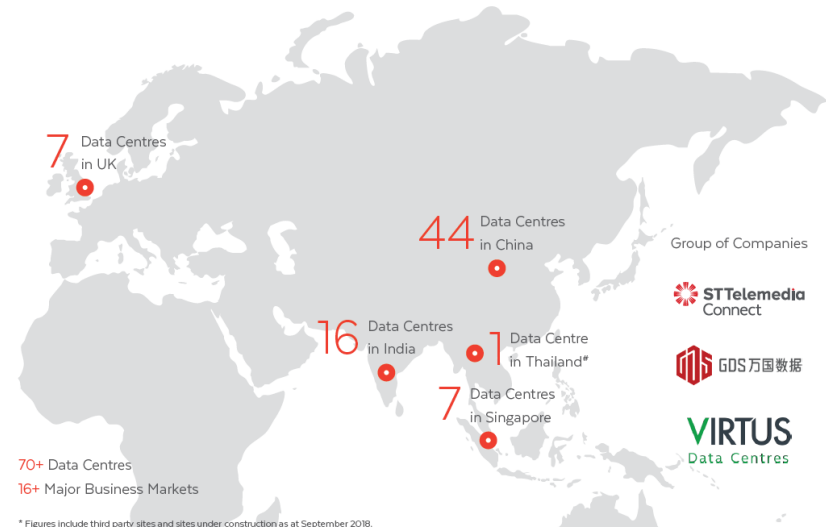 7 Data Centres
in UK
44 Data Centres
in China
Group of Companies
STTelemedia
Connect
16 Data Centres
in India
1 Data Centre
in Thailand#
GDS万国数据
7 Data Centres
in Singapore
VIRTUS
Data Centres
70+ Data Centres
16+ Major Business Markets
* Figures include third party sites and sites under construction as at September 2018.